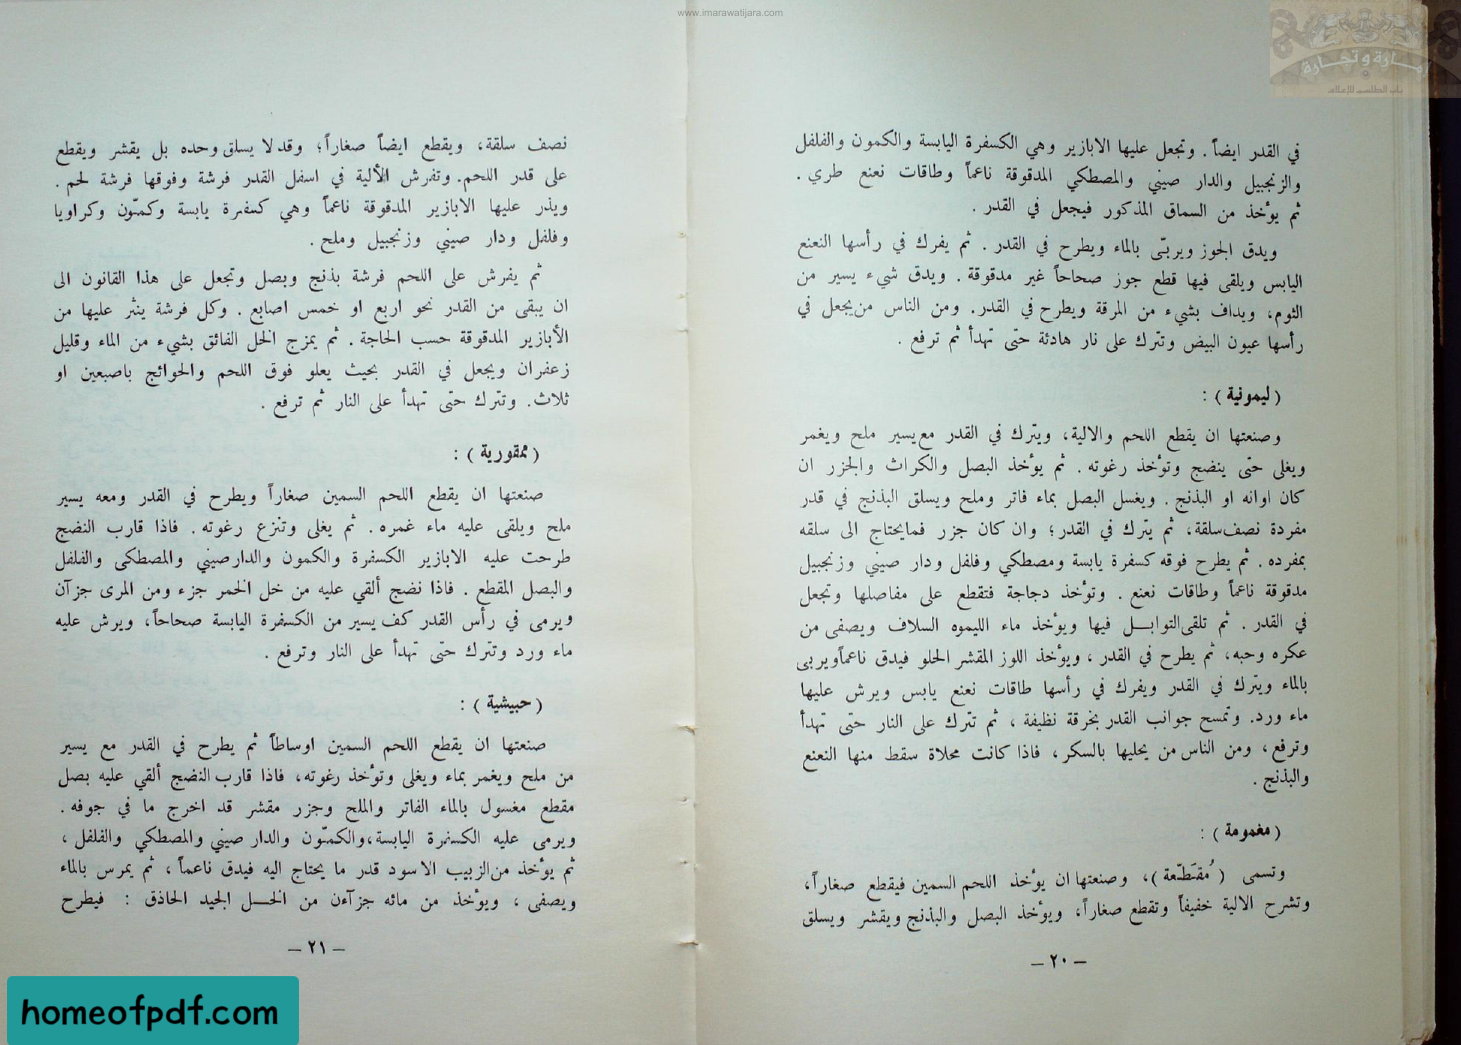 www.imarawatijara.com
إمارة وتجارة
في القدر ايضاً . وتجعل عليها الابازير وهي الكسفرة اليابسة والكمون والفلفل
والزنجبيل والدار صيني والمصطكي المدقوقة ناعماً وطاقات نعنع طري .
ثم يؤخذ من السماق المذكور فيجعل في القدر .
ويدق الجوز ويربّى بالماء ويطرح في القدر . ثم يفرك في رأسها النعنع
اليابس ويلقى فيها قطع جوز صحاحاً غير مدقوقة . ويدق شيء يسير من
الثوم، ويداف بشيء من المرقة ويطرح في القدر. ومن الناس من يجعل في
رأسها عيون البيض وتترك على نار هادئة حتّى تهدأ ثم ترفع .
( ليمونية ) :
وصنعتها ان يقطع اللحم والالية، ويترك في القدر مع يسير ملح ويغمر
ويغلى حتّى ينضج وتؤخذ رغوته . ثم يؤخذ البصل والكراث والجزر ان
كان اوانه او البذنج . ويغسل البصل بماء فاتر وملح ويسلق البذنج في قدر
مفردة نصف سلقة، ثم يترك في القدر؛ وان كان جزر فما يحتاج الى سلقه
بمفرده . ثم يطرح فوقه كسفرة يابسة ومصطكي وفلفل ودار صيني وزنجبيل
مدقوقة ناعماً وطاقات نعنع . وتؤخذ دجاجة فتقطع على مفاصلها وتجعل
في القدر . ثم تلقى التوابـل فيها ويؤخذ ماء الليموه السلاف ويصفى من
عكره وحبه، ثم يطرح في القدر ، ويؤخذ اللوز المقشر الحلو فيدق ناعماً ويربى
بالماء ويترك في القدر ويفرك في رأسها طاقات نعنع يابس ويرش عليها
ماء ورد. وتمسح جوانب القدر بخرقة نظيفة ، ثم تترك على النار حتى تهدأ
وترفع، ومن الناس من يحليها بالسكر، فاذا كانت محلاة سقط منها النعنع
والبذنج .
( مغمومة ) :
وتسمى ( مُقَطّعة )، وصنعتها ان يؤخذ اللحم السمين فيقطع صغاراً،
وتشرح الالية خفيفاً وتقطع صغاراً، ويؤخذ البصل والبذنج ويقشر ويسلق
– ٢٠ –
نصف سلقة، ويقطع ايضاً صغاراً؛ وقد لا يسلق وحده بل يقشر ويقطع
على قدر اللحم. وتفرش الألية في اسفل القدر فرشة وفوقها فرشة لحم .
ويذر عليها الابازير المدقوقة ناعماً وهي كسفرة يابسة وكمّون وكراويا
وفلفل ودار صيني وزنجبيل وملح .
ثم يفرش على اللحم فرشة بذنج وبصل وتجعل على هذا القانون الى
ان يبقى من القدر نحو اربع او خمس اصابع . وكل فرشة ينثر عليها من
الأبازير المدقوقة حسب الحاجة . ثم يمزج الخل الفائق بشيء من الماء وقليل
زعفران ويجعل في القدر بحيث يعلو فوق اللحم والحوائج باصبعين او
ثلاث. وتترك حتى تهدأ على النار ثم ترفع .
( ممقورية ) :
صنعتها ان يقطع اللحم السمين صغاراً ويطرح في القدر ومعه يسير
ملح ويلقى عليه ماء غمره . ثم يغلى وتنزع رغوته . فاذا قارب النضج
طرحت عليه الابازير الكسفرة والكمون والدارصيني والمصطكى والفلفل
والبصل المقطع . فاذا نضج ألقي عليه من خل الخمر جزء ومن المرى جزآن
ويرمى في رأس القدر كف يسير من الكسفرة اليابسة صحاحاً، ويرش عليه
ماء ورد وتترك حتّى تهدأ على النار وترفع .
( حبيشية ) :
صنعتها ان يقطع اللحم السمين اوساطاً ثم يطرح في القدر مع يسير
من ملح ويغمر بماء ويغلى وتؤخذ رغوته، فاذا قارب النضج ألقي عليه بصل
مقطع مغسول بالماء الفاتر والملح وجزر مقشر قد اخرج ما في جوفه .
ويرمى عليه الكسفرة اليابسة،والكمّون والدار صيني والمصطكي والفلفل ،
ثم يؤخذ من الزبيب الاسود قدر ما يحتاج اليه فيدق ناعماً ، ثم يمرس بالماء
ويصفى ، ويؤخذ من مائه جزآءن من الخـل الجيد الحاذق : فيطرح
– ٢١ –
homeofpdf.com